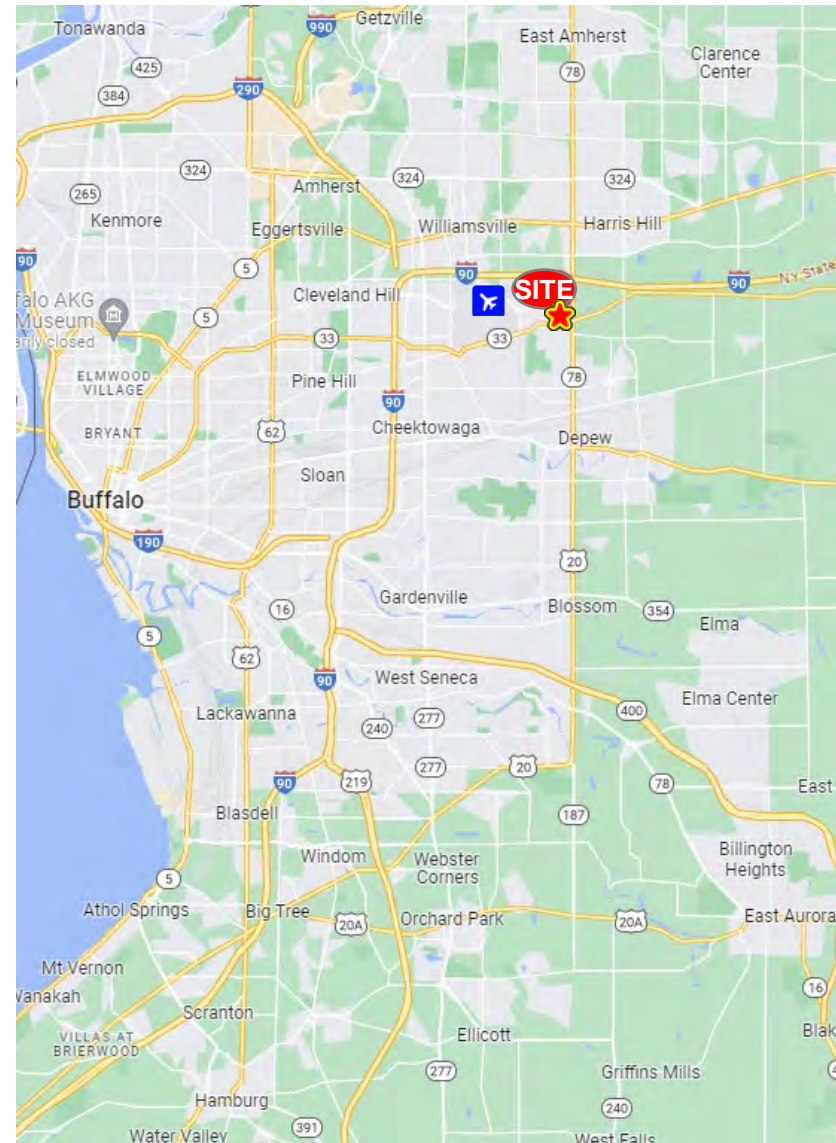 Tonawanda
990
Getzville
East Amherst
Clarence
Center
425
78
290
384
324
Amherst
324
324
265
Kenmore
Eggertsville
Williamsville
Harris Hill
90
5
90
SITE
N.Y. State
90
falo AKG
Museum
arily closed
Cleveland Hill
5
33
33
ELMWOOD
VILLAGE
Pine Hill
78
90
BRYANT
62
Cheektowaga
Depew
Sloan
Buffalo
190
20
16
Gardenville
Blossom
354
5
Elma
62
90
West Seneca
Elma Center
Lackawanna
240
277
400
277
20
90
219
78
East
Blasdell
187
Windom
Webster
Corners
Billington
Heights
5
Athol Springs
Big Tree
20A
Orchard Park
20A
East Aurora
Mt Vernon
Wanakah
16
Scranton
VILLAS AT
BRIERWOOD
Ellicott
Blak
277
Griffins Mills
Hamburg
240
391
Water Valley
West Falls